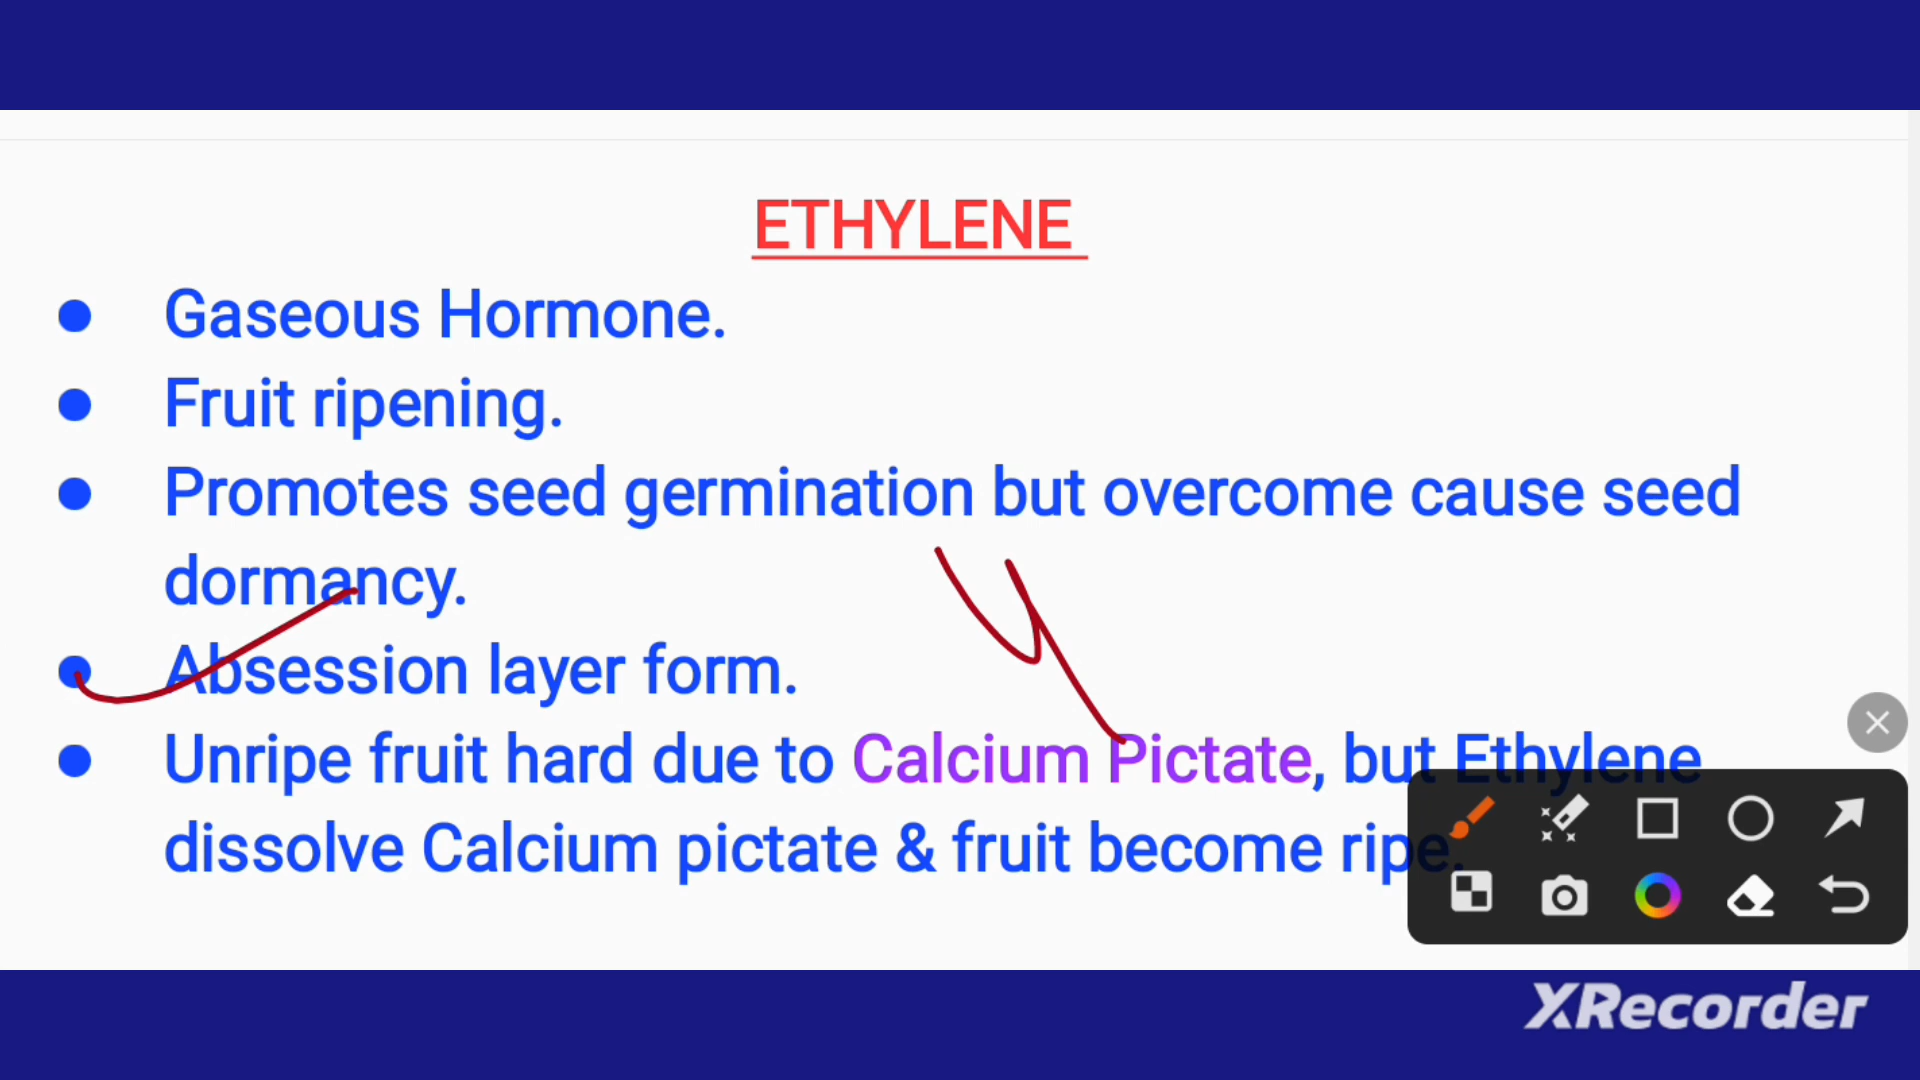 ETHYLENE
● Gaseous Hormone.
● Fruit ripening.
● Promotes seed germination but overcome cause seed
dormancy.
● Absession layer form.
● Unripe fruit hard due to Calcium Pictate, but Ethylene
dissolve Calcium pictate & fruit become ripe.
XRecorder